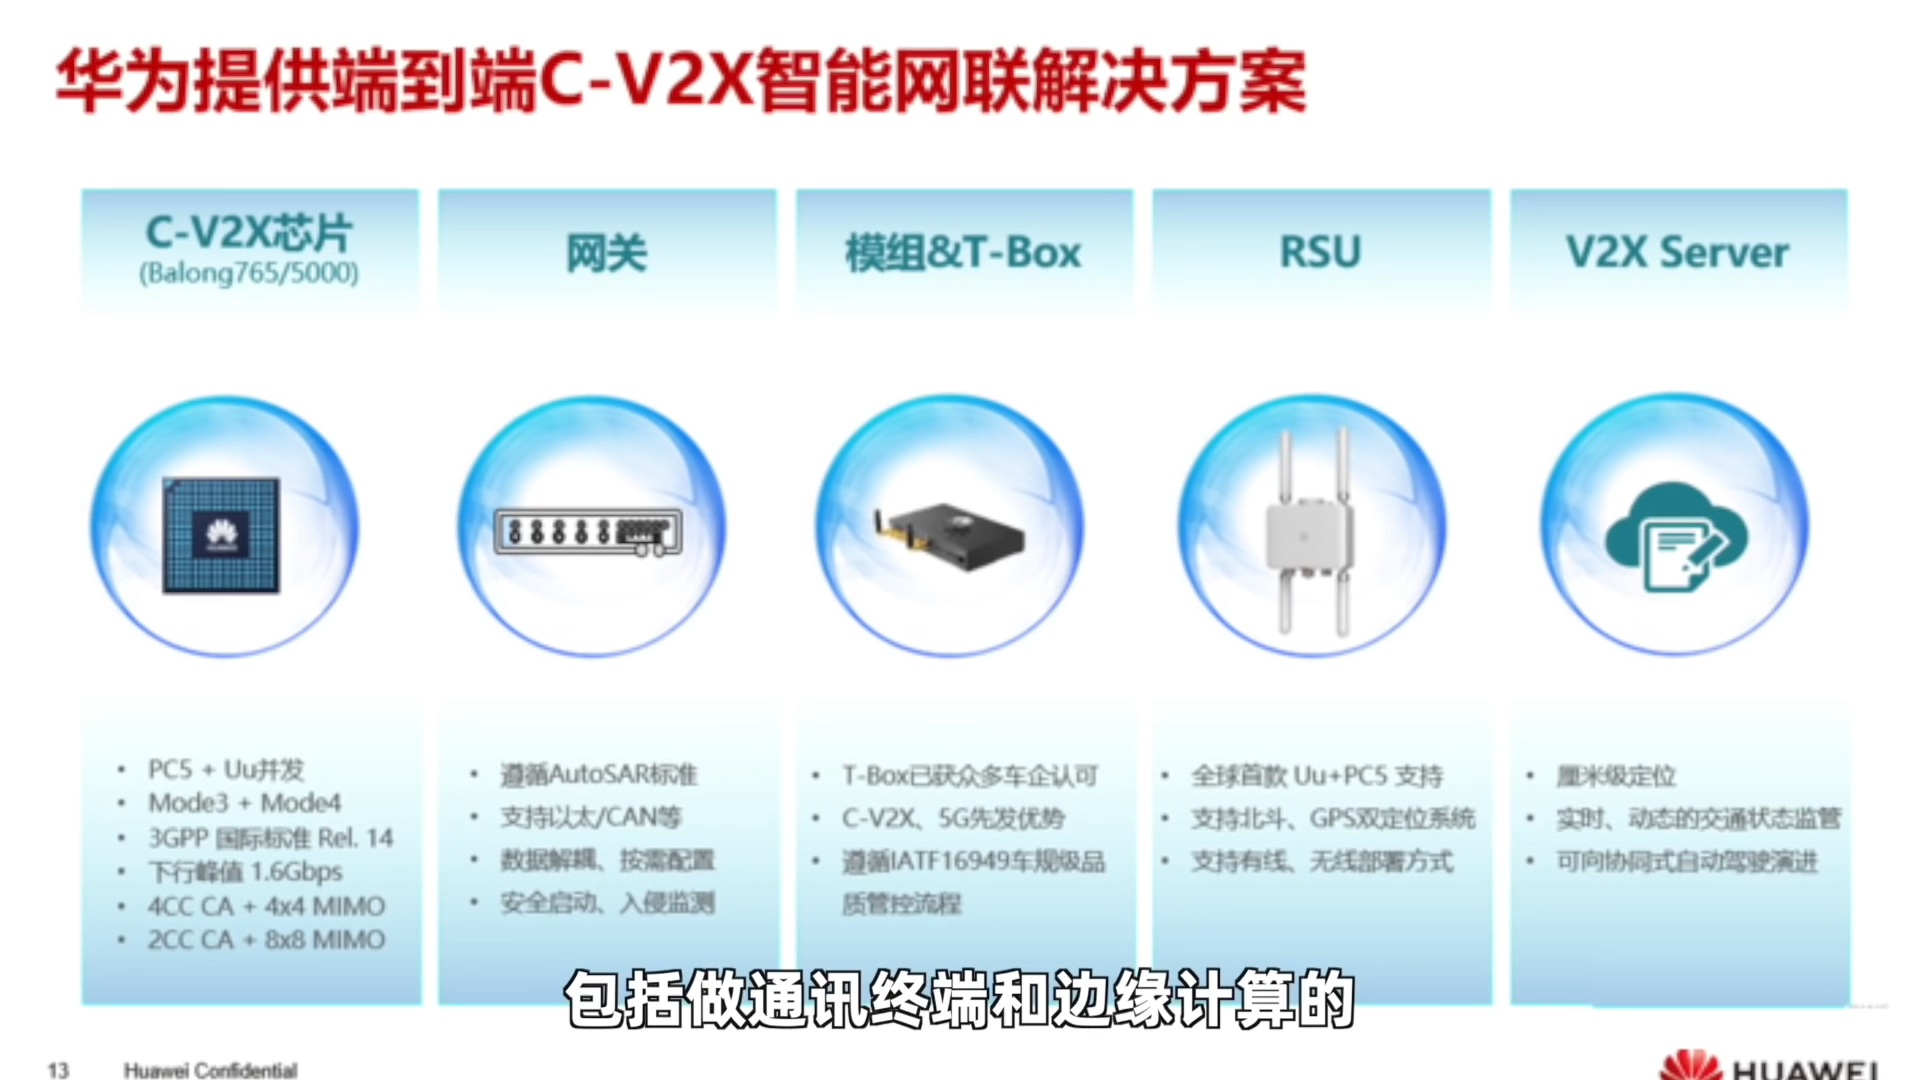 华为提供端到端C-V2X智能网联解决方案
C-V2X芯片
(Balong765/5000)
网关
模组&T-Box
RSU
V2X Server
PC5 + Uu并发
Mode3 + Mode4
3GPP 国际标准 Rel. 14
下行峰值 1.6Gbps
4CC CA + 4x4 MIMO
2CC CA + 8x8 MIMO
遵循AutoSAR标准
支持以太/CAN等
数据解耦、按需配置
安全启动、入侵监测
T-Box已获众多车企认可
C-V2X、5G先发优势
遵循IATF16949车规级品
质管控流程
全球首款 Uu+PC5 支持
支持北斗、GPS双定位系统
支持有线、无线部署方式
厘米级定位
实时、动态的交通状态监管
可向协同式自动驾驶演进
包括做通讯终端和边缘计算的
13
Huawei Confidential
HUAWEI